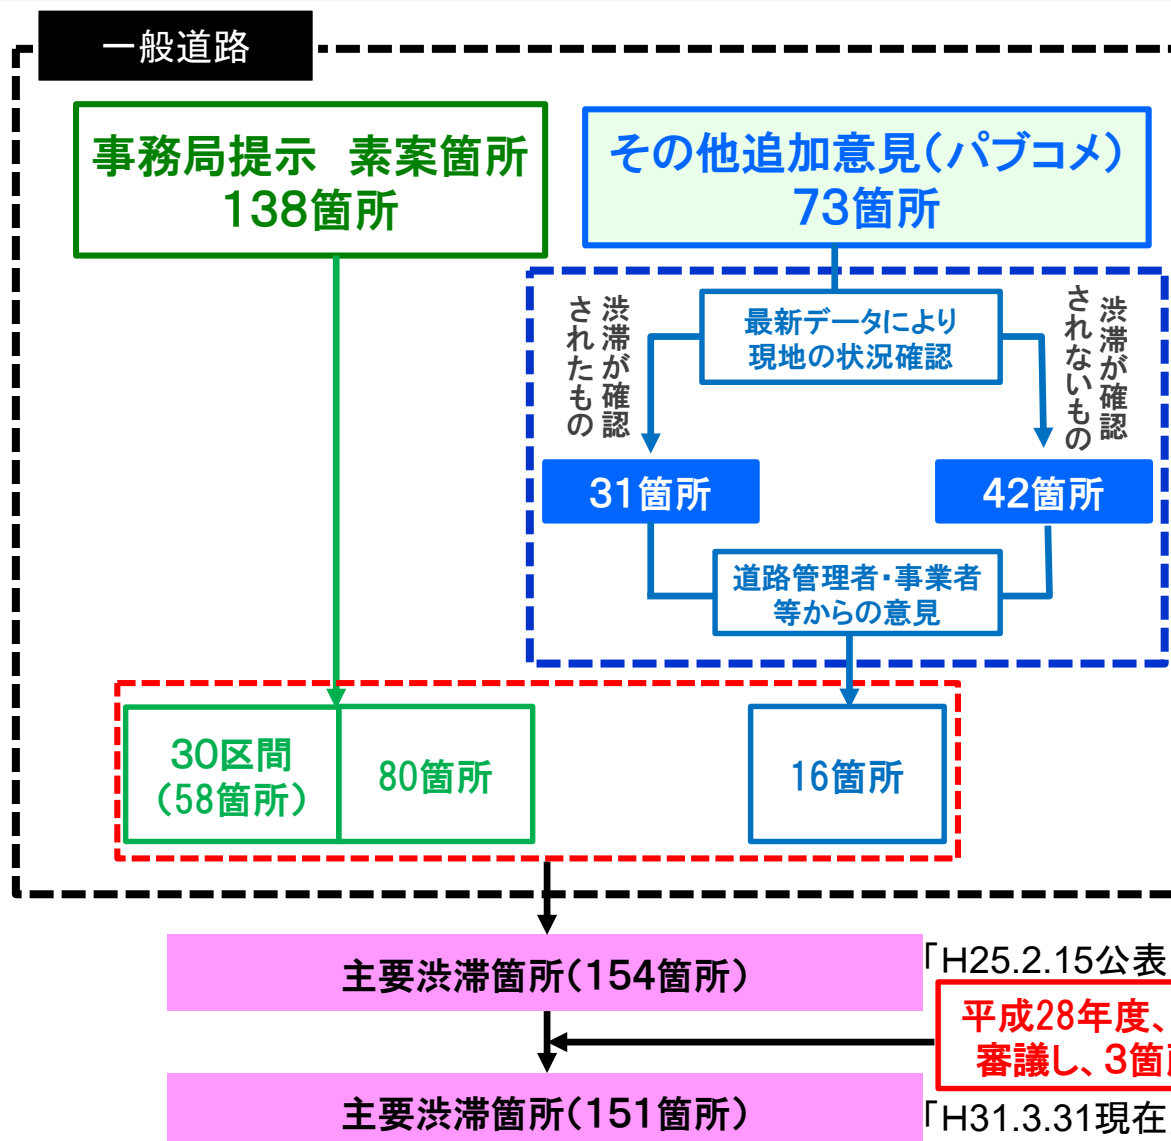 一般道路
事務局提示　素案箇所
138箇所
その他追加意見（パブコメ）
73箇所
最新データにより
現地の状況確認
渋滞が確認
されたもの
渋滞が確認
されないもの
31箇所
42箇所
道路管理者・事業者
等からの意見
30区間
（58箇所）
80箇所
16箇所
主要渋滞箇所（154箇所）
「H25.2.15公表
平成28年度、
審議し、3箇
主要渋滞箇所（151箇所）
「H31.3.31現在